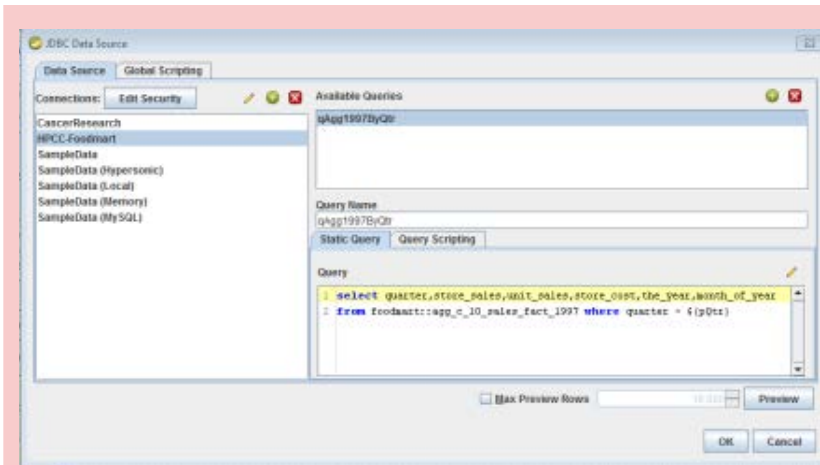 JDBC Data Source
Data Source Global Scripting
Connections: Edit Security
CancerResearch
HPCC-Foodmart
SampleData
SampleData (Hypersonic)
SampleData (Local)
SampleData (Memory)
SampleData (MySQL)
Available Queries
qAgg1997ByQtr
Query Name
qAgg1997ByQtr
Static Query Query Scripting
Query
1 select quarter,store_sales,unit_sales,store_cost,the_year,month_of_year
2 from foodmart::agg_c_10_sales_fact_1997 where quarter = ${pQtr}
Max Preview Rows Preview
OK Cancel